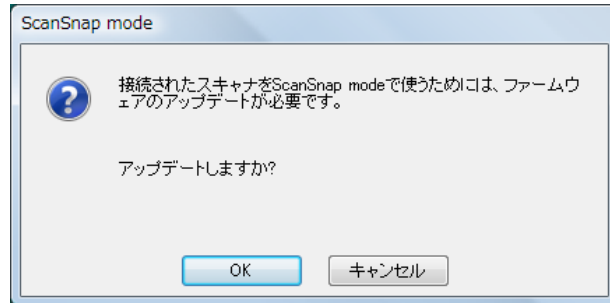 ScanSnap mode
接続されたスキャナをScanSnap modeで使うためには、ファームウ
ェアのアップデートが必要です。
アップデートしますか?
OK
キャンセル